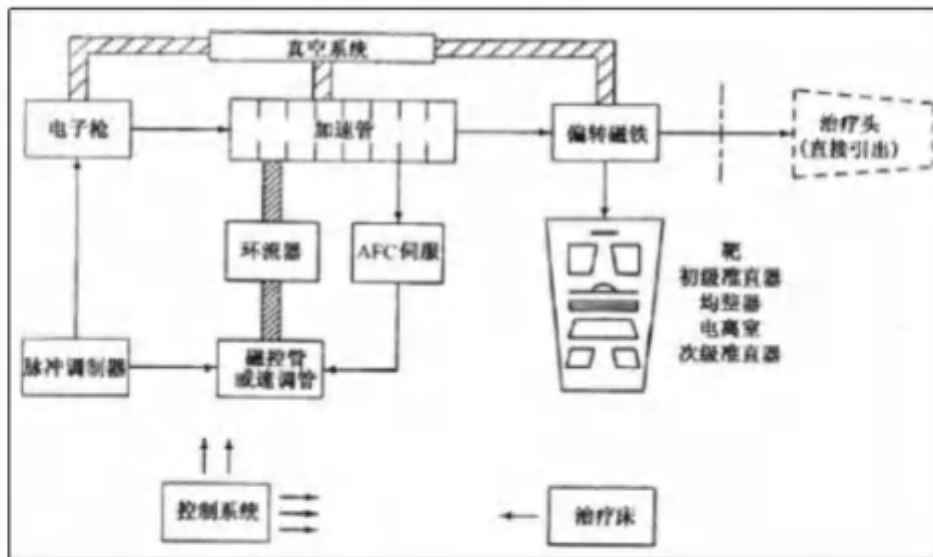 真空系统
电子枪
加速管
偏转磁铁
治疗头
(直接引出)
环流器
AFC伺服
靶
初级准直器
均整器
电离室
次级准直器
脉冲调制器
磁控管
或速调管
控制系统
治疗床